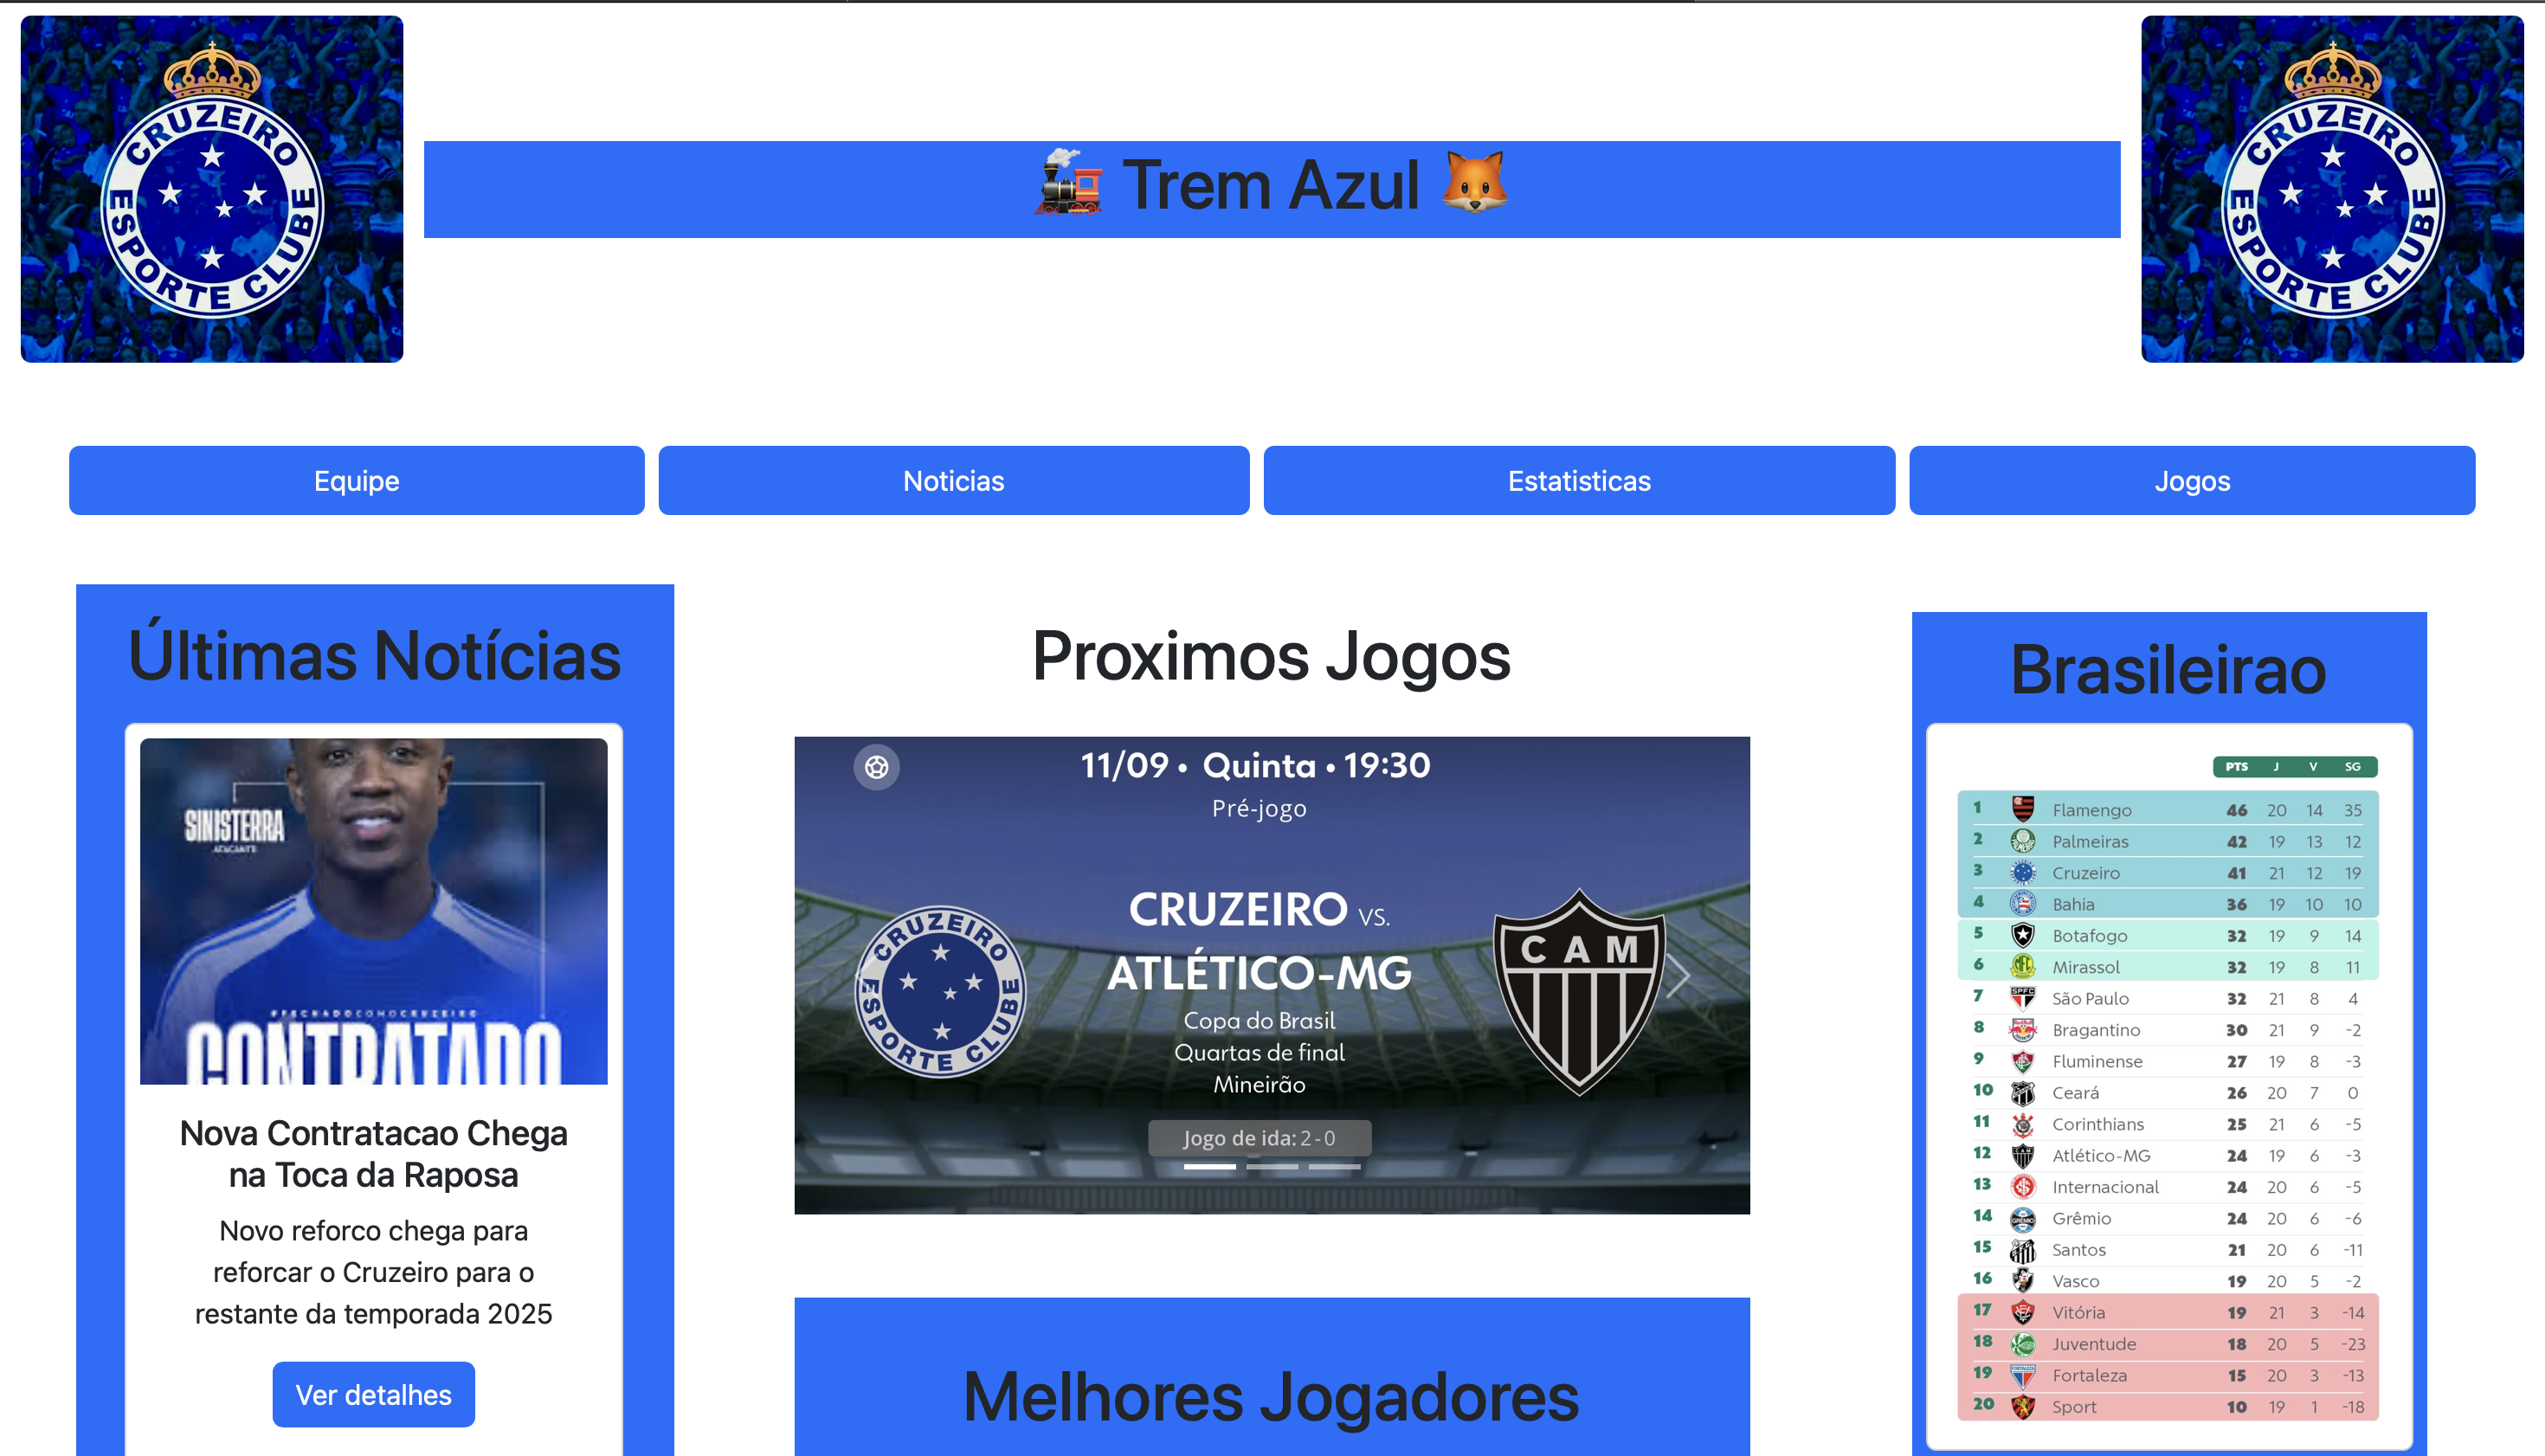 CRUZEIRO
ESPORTE CLUBE
Trem Azul
CRUZEIRO
ESPORTE CLUBE
Equipe
Noticias
Estatisticas
Jogos
Últimas Notícias
SINISTERRA
ATACANTE
#FECHADOCOMOCRUZEIRO
CONTRATADO
Nova Contratacao Chega
na Toca da Raposa
Novo reforco chega para
reforcar o Cruzeiro para o
restante da temporada 2025
Ver detalhes
Proximos Jogos
11/09 • Quinta • 19:30
Pré-jogo
CRUZEIRO
ESPORTE CLUBE
CRUZEIRO VS.
ATLÉTICO-MG
CAM
Copa do Brasil
Quartas de final
Mineirão
Jogo de ida: 2 - 0
Melhores Jogadores
Brasileirao
PTS J V SG
1 Flamengo 46 20 14 35
2 Palmeiras 42 19 13 12
3 Cruzeiro 41 21 12 19
4 Bahia 36 19 10 10
5 Botafogo 32 19 9 14
6 Mirassol 32 19 8 11
7 São Paulo 32 21 8 4
8 Bragantino 30 21 9 -2
9 Fluminense 27 19 8 -3
10 Ceará 26 20 7 0
11 Corinthians 25 21 6 -5
12 Atlético-MG 24 19 6 -3
13 Internacional 24 20 6 -5
14 Grêmio 24 20 6 -6
15 Santos 21 20 6 -11
16 Vasco 19 20 5 -2
17 Vitória 19 21 3 -14
18 Juventude 18 20 5 -23
19 Fortaleza 15 20 3 -13
20 Sport 10 19 1 -18